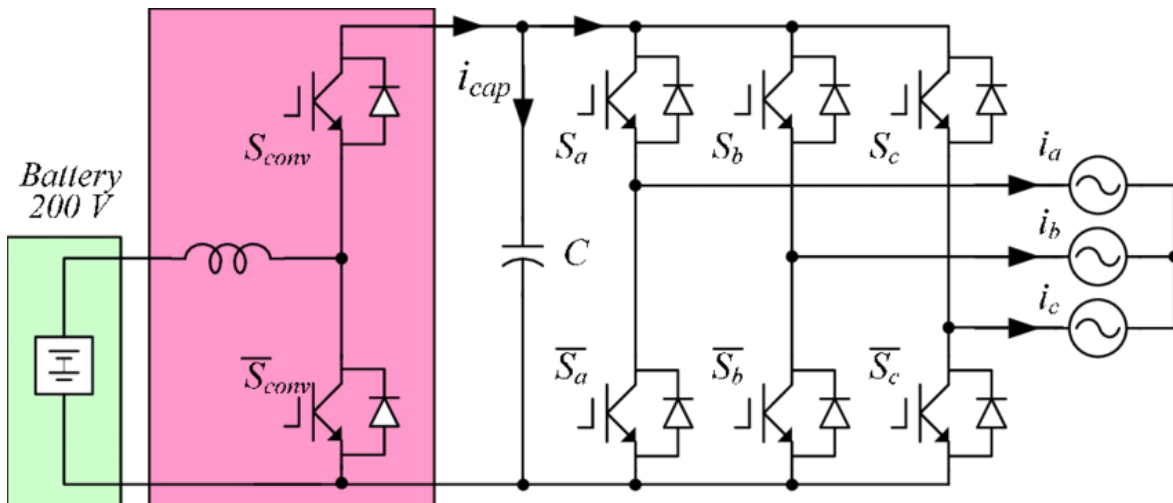 i_cap
S_conv
S_a
S_b
S_c
i_a
Battery
200 V
i_b
C
i_c
S̅_conv
S̅_a
S̅_b
S̅_c